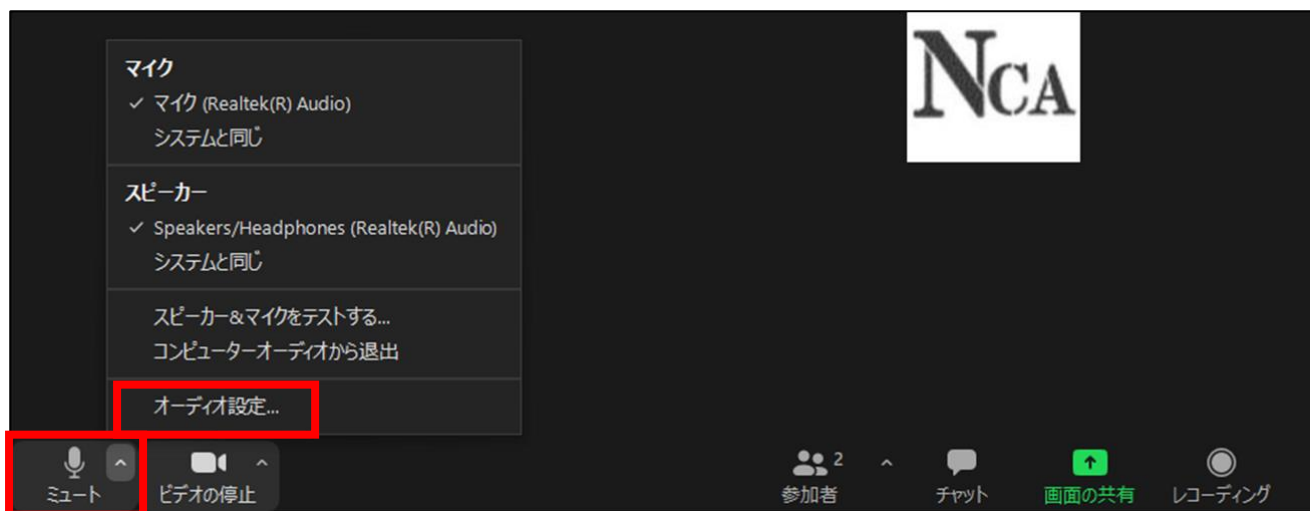 NCA
マイク
✓ マイク (Realtek(R) Audio)
システムと同じ
スピーカー
✓ Speakers/Headphones (Realtek(R) Audio)
システムと同じ
スピーカー&マイクをテストする...
コンピューターオーディオから退出
オーディオ設定...
ミュート
ビデオの停止
2
参加者
チャット
画面の共有
レコーディング